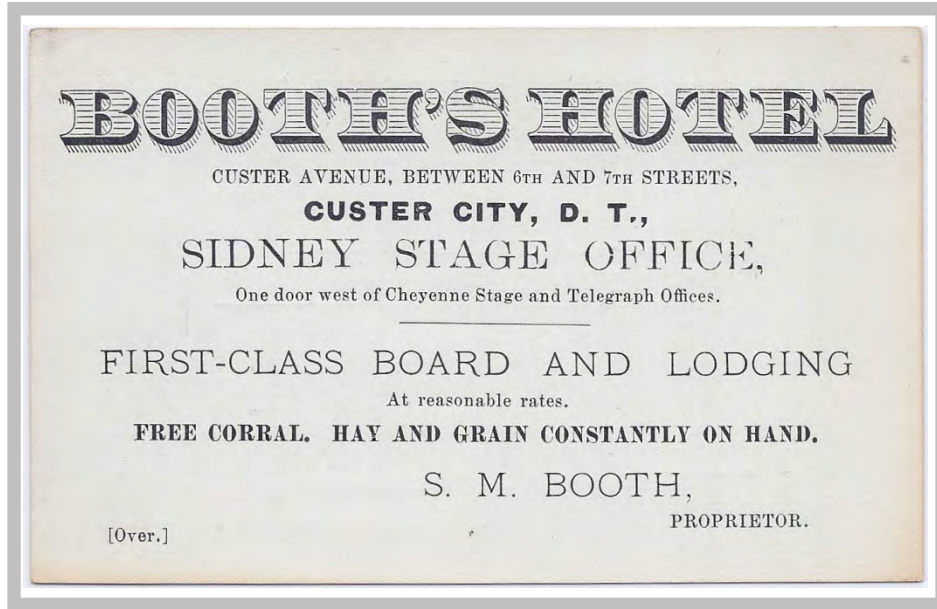 BOOTH'S HOTEL
CUSTER AVENUE, BETWEEN 6TH AND 7TH STREETS,
CUSTER CITY, D. T.,
SIDNEY STAGE OFFICE,
One door west of Cheyenne Stage and Telegraph Offices.
FIRST-CLASS BOARD AND LODGING
At reasonable rates.
FREE CORRAL. HAY AND GRAIN CONSTANTLY ON HAND.
S. M. BOOTH,
PROPRIETOR.
[Over.]